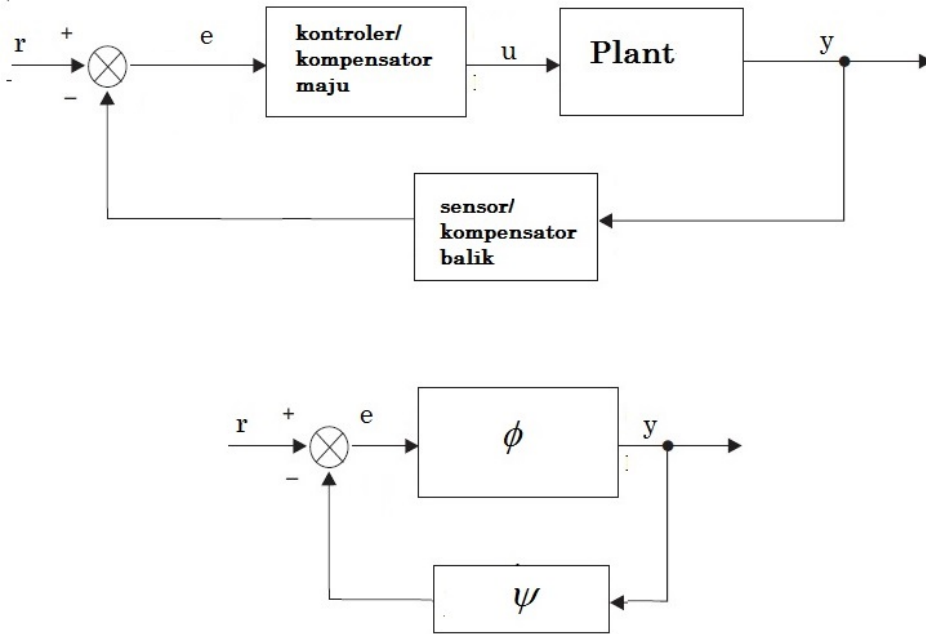 r
+
−
e
kontroler/
kompensator
maju
u
Plant
y
sensor/
kompensator
balik
r
+
−
e
ϕ
y
ψ